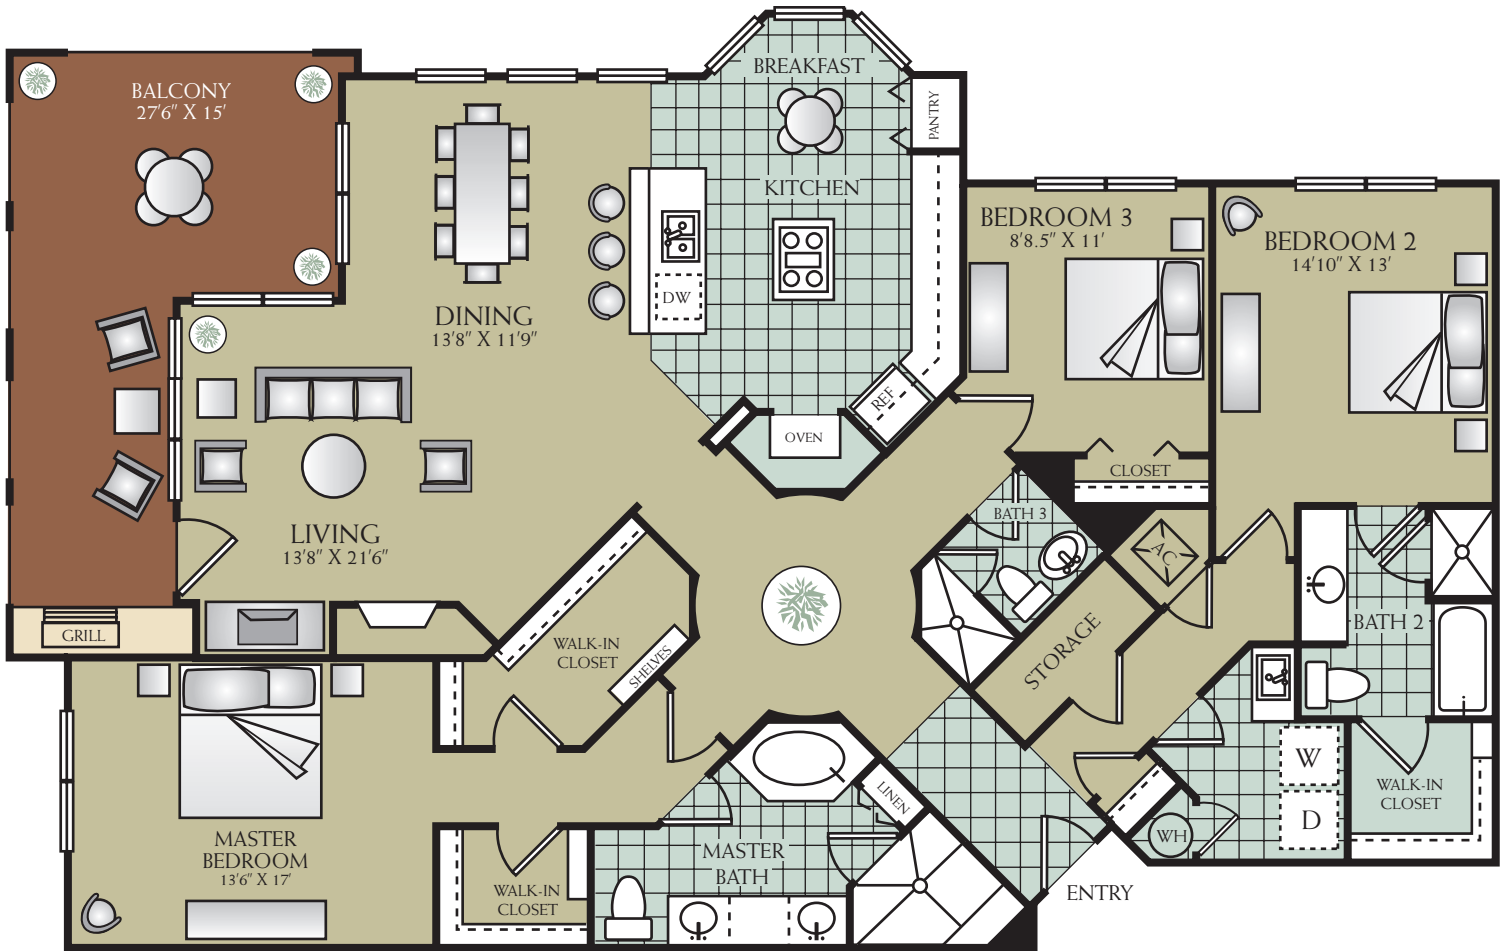 BREAKFAST
BALCONY
27'6" X 15'
PANTRY
KITCHEN
BEDROOM 3
8'8.5" X 11'
BEDROOM 2
14'10" X 13'
DW
DINING
13'8" X 11'9"
REF
OVEN
CLOSET
BATH 3
LIVING
13'8" X 21'6"
AC
GRILL
WALK-IN
CLOSET
SHELVES
STORAGE
BATH 2
W
D
WALK-IN
CLOSET
LINEN
WH
MASTER
BEDROOM
13'6" X 17'
MASTER
BATH
WALK-IN
CLOSET
ENTRY